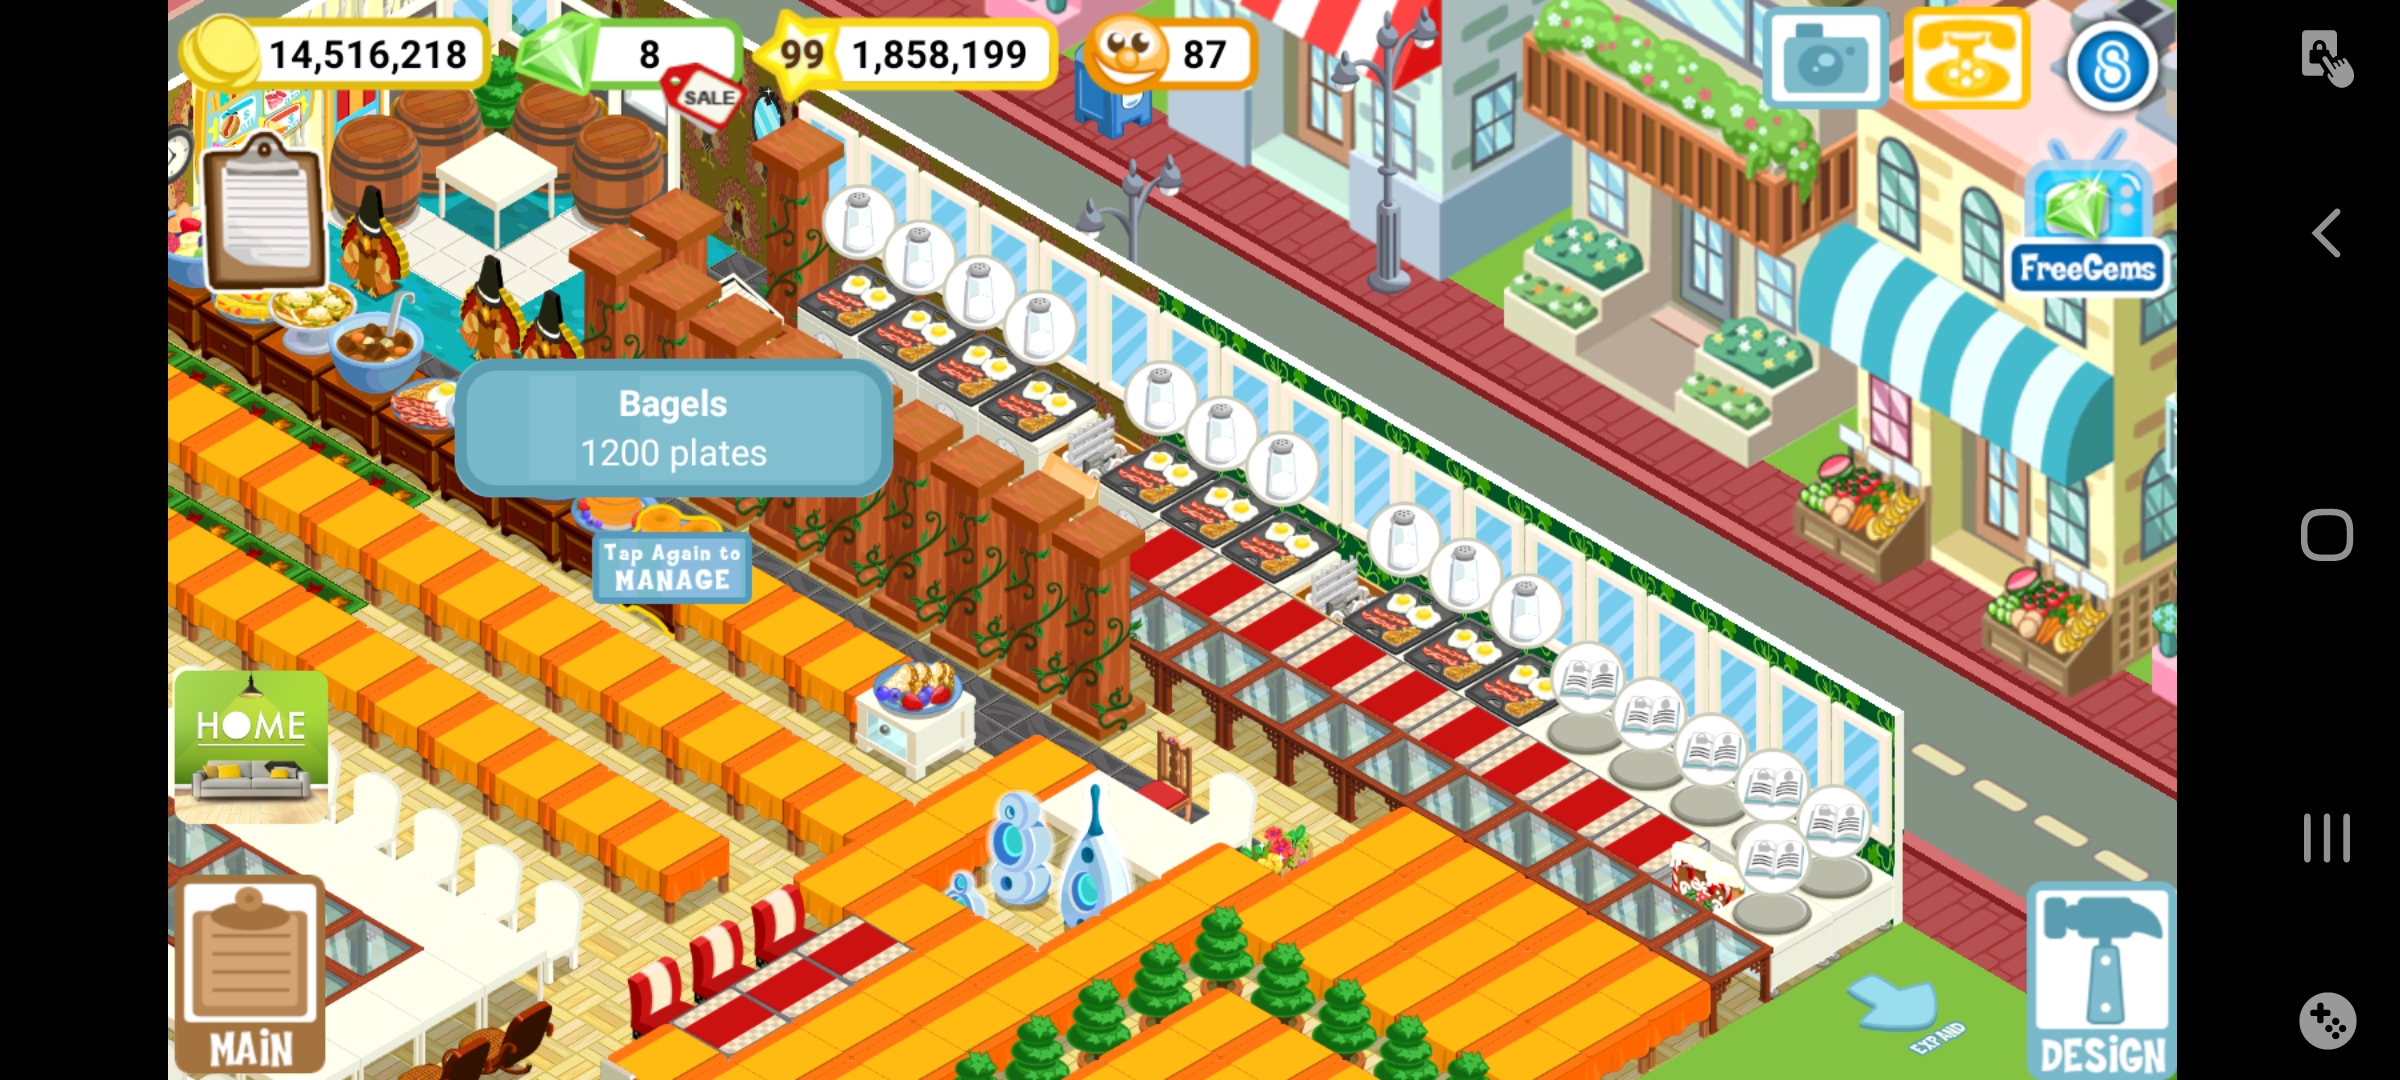 14,516,218
8
SALE
99
1,858,199
87
FreeGems
Bagels
1200 plates
Tap Again to
MANAGE
HOME
MAiN
EXPAND
DESiGN